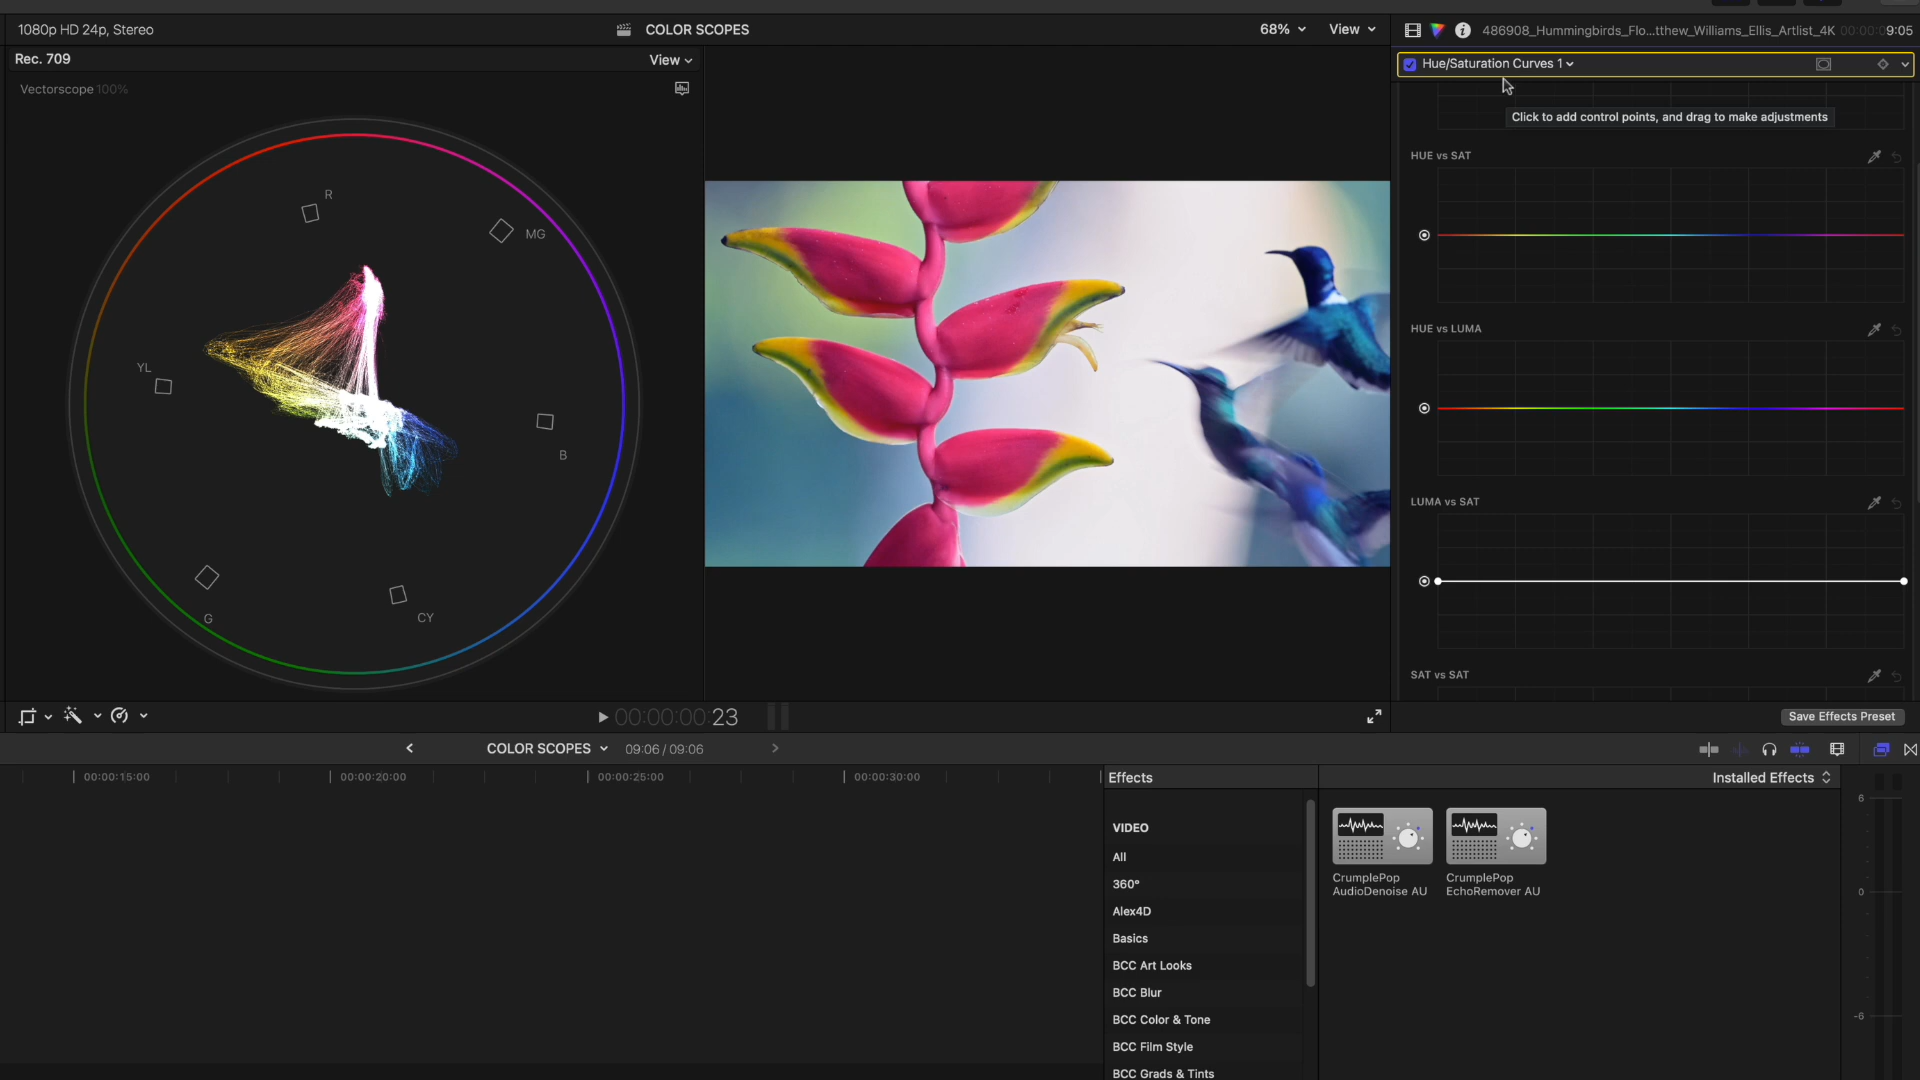 1080p HD 24p, Stereo
COLOR SCOPES
68%
View
486908_Hummingbirds_Flo...tthew_Williams_Ellis_Artlist_4K
00:00:09:05
Rec. 709
View
Hue/Saturation Curves 1
Vectorscope 100%
Click to add control points, and drag to make adjustments
HUE vs SAT
R
MG
YL
B
G
CY
HUE vs LUMA
LUMA vs SAT
SAT vs SAT
00:00:00:23
Save Effects Preset
COLOR SCOPES
09:06 / 09:06
00:00:15:00
00:00:20:00
00:00:25:00
00:00:30:00
Effects
Installed Effects
VIDEO
All
360°
Alex4D
Basics
BCC Art Looks
BCC Blur
BCC Color & Tone
BCC Film Style
BCC Grads & Tints
CrumplePop
AudioDenoise AU
CrumplePop
EchoRemover AU
6
0
-6